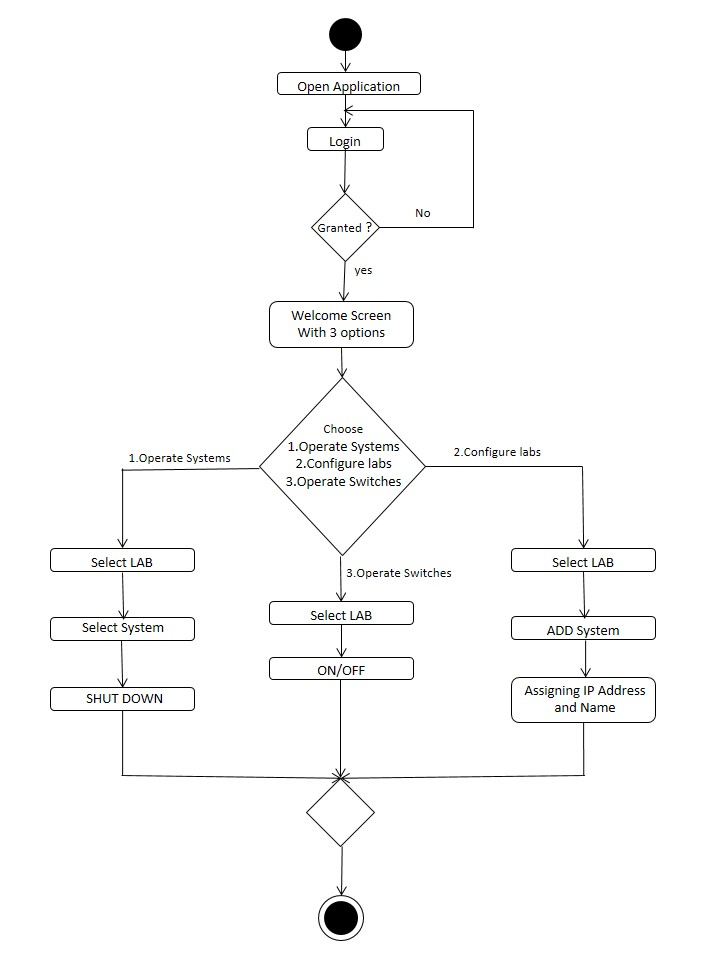 Open Application
Login
No
Granted ?
yes
Welcome Screen
With 3 options
Choose
1.Operate Systems
2.Configure labs
3.Operate Switches
1.Operate Systems
2.Configure labs
3.Operate Switches
Select LAB
Select System
SHUT DOWN
Select LAB
ON/OFF
Select LAB
ADD System
Assigning IP Address
and Name